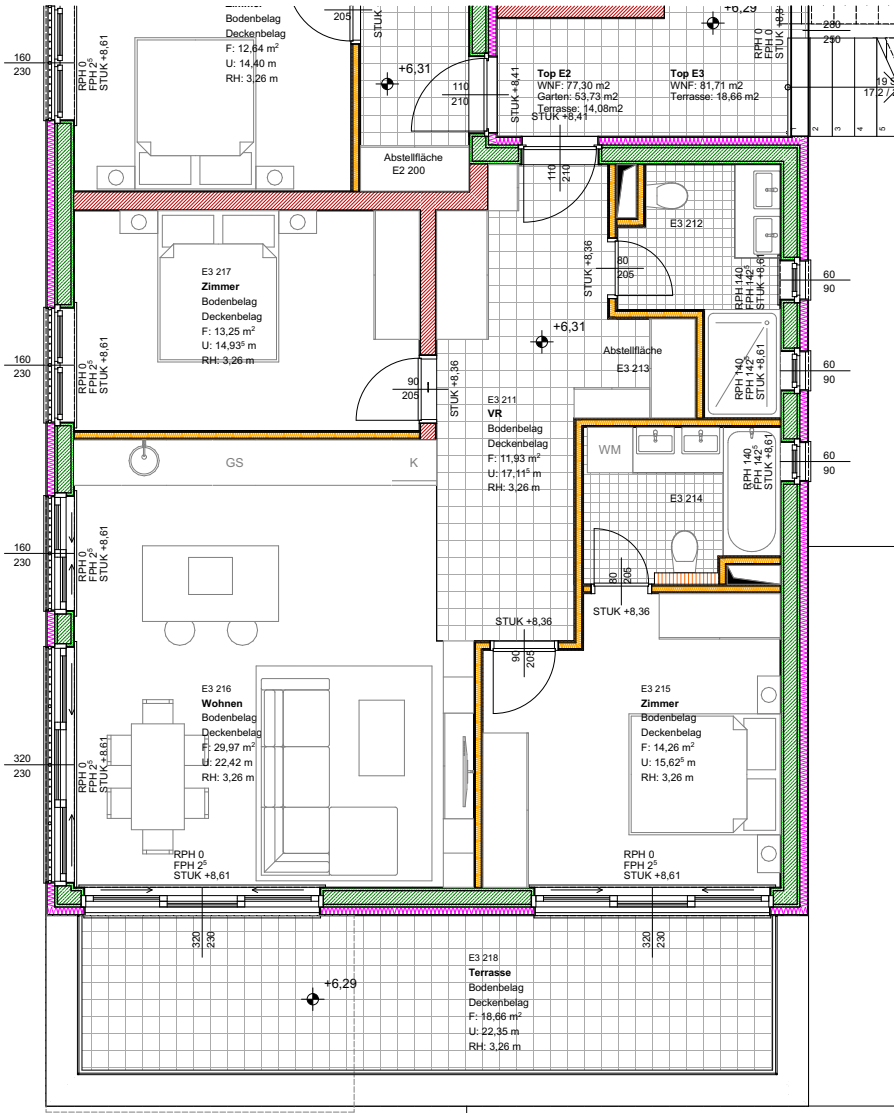 Bodenbelag
Deckenbelag
F: 12,64 m²
U: 14,40 m
RH: 3,26 m
205
STUK
160
230
RPH 0
FPH 2⁵
STUK +8,61
+6,31
110
210
STUK +8,41
Top E2
WNF: 77,30 m2
Garten: 53,73 m2
Terrasse: 14,08m2
STUK +8,41
Top E3
WNF: 81,71 m2
Terrasse: 18,66 m2
+6,29
RPH 0
FPH 0
280
250
1
2
3
4
5
Abstellfläche
E2 200
110
210
E3 212
80
205
STUK +8,36
RPH 140
FPH 142⁵
STUK +8,61
60
90
E3 217
Zimmer
Bodenbelag
Deckenbelag
F: 13,25 m²
U: 14,93⁵ m
RH: 3,26 m
160
230
RPH 0
FPH 2⁵
STUK +8,61
90
205
STUK +8,36
+6,31
Abstellfläche
E3 213
RPH 140
FPH 142⁵
STUK +8,61
60
90
E3 211
VR
Bodenbelag
Deckenbelag
F: 11,93 m²
U: 17,11⁵ m
RH: 3,26 m
GS
K
WM
RPH 140
FPH 142⁵
STUK +8,61
60
90
E3 214
160
230
RPH 0
FPH 2⁵
STUK +8,61
80
205
STUK +8,36
STUK +8,36
90
205
E3 216
Wohnen
Bodenbelag
Deckenbelag
F: 29,97 m²
U: 22,42 m
RH: 3,26 m
E3 215
Zimmer
Bodenbelag
Deckenbelag
F: 14,26 m²
U: 15,62⁵ m
RH: 3,26 m
320
230
RPH 0
FPH 2⁵
STUK +8,61
RPH 0
FPH 2⁵
STUK +8,61
RPH 0
FPH 2⁵
STUK +8,61
320
230
320
230
+6,29
E3 218
Terrasse
Bodenbelag
Deckenbelag
F: 18,66 m²
U: 22,35 m
RH: 3,26 m